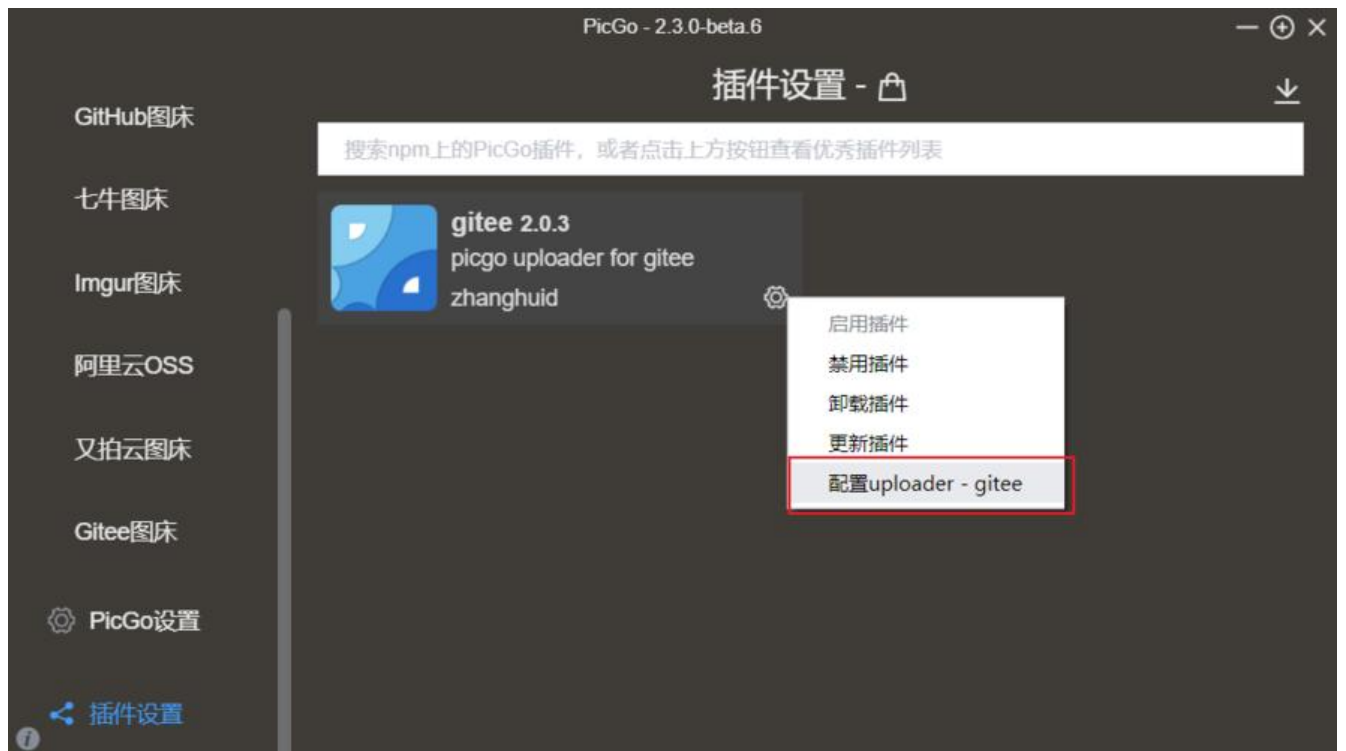 PicGo - 2.3.0-beta.6
插件设置 -
GitHub图床
七牛图床
Imgur图床
阿里云OSS
又拍云图床
Gitee图床
PicGo设置
插件设置
搜索npm上的PicGo插件，或者点击上方按钮查看优秀插件列表
gitee 2.0.3
picgo uploader for gitee
zhanghuid
启用插件
禁用插件
卸载插件
更新插件
配置uploader - gitee